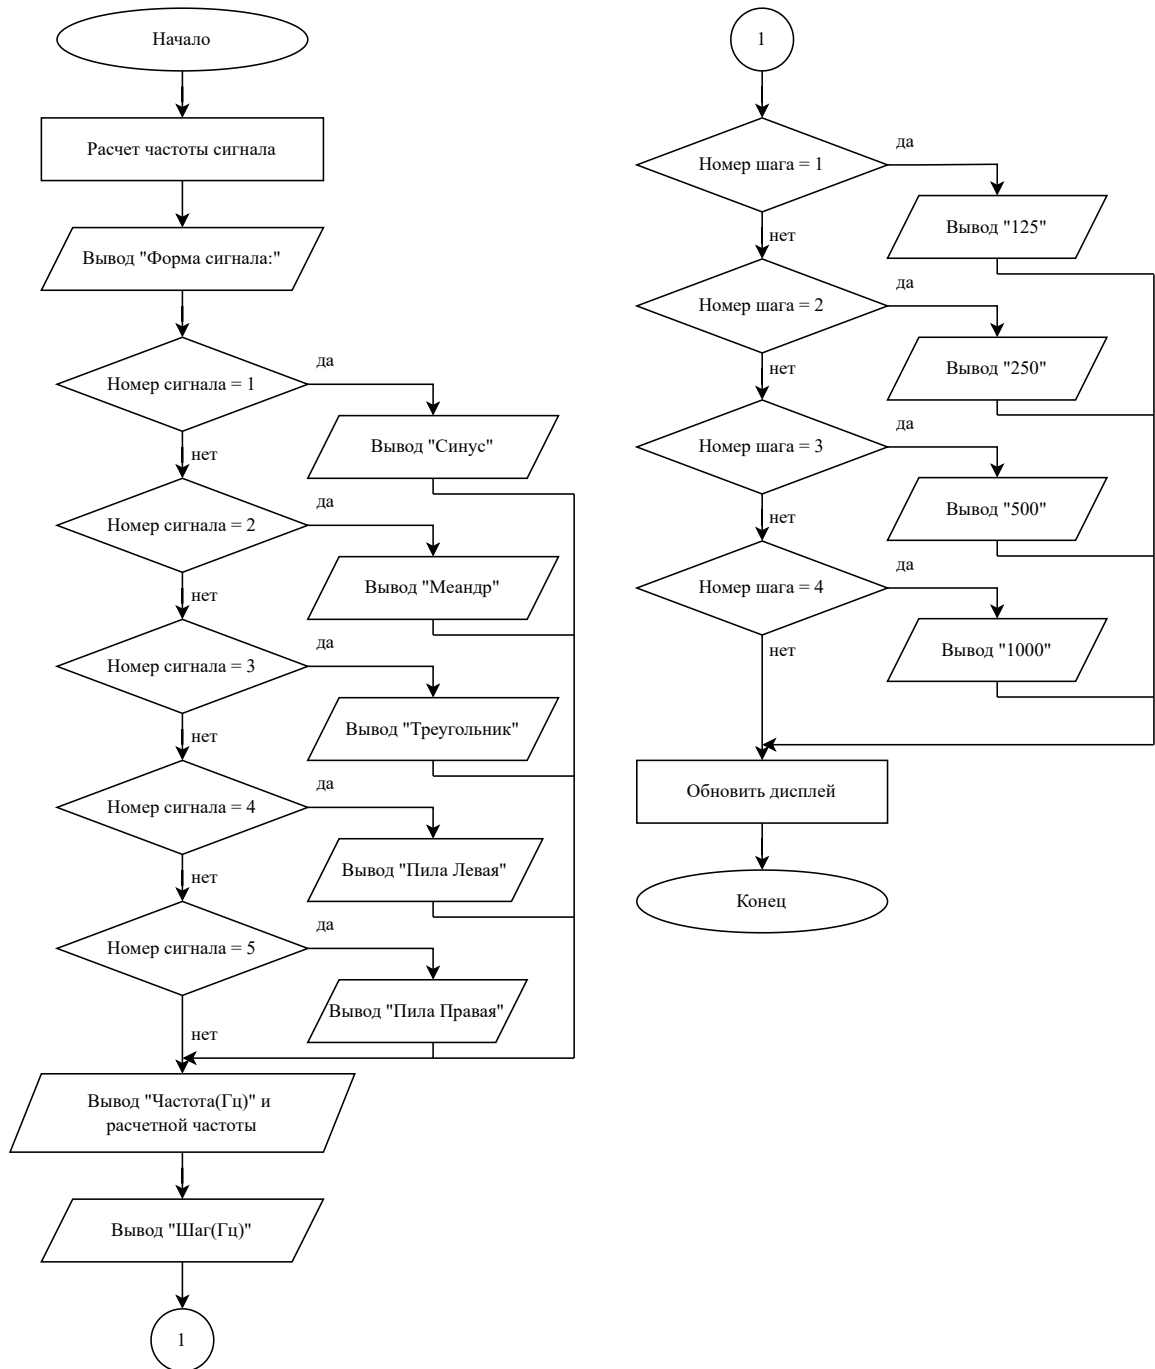 Начало
Расчет частоты сигнала
Вывод "Форма сигнала:"
Номер сигнала = 1
да
Вывод "Синус"
нет
Номер сигнала = 2
да
Вывод "Меандр"
нет
Номер сигнала = 3
да
Вывод "Треугольник"
нет
Номер сигнала = 4
да
Вывод "Пила Левая"
нет
Номер сигнала = 5
да
Вывод "Пила Правая"
нет
Вывод "Частота(Гц)" и
расчетной частоты
Вывод "Шаг(Гц)"
1
1
Номер шага = 1
да
Вывод "125"
нет
Номер шага = 2
да
Вывод "250"
нет
Номер шага = 3
да
Вывод "500"
нет
Номер шага = 4
да
Вывод "1000"
нет
Обновить дисплей
Конец